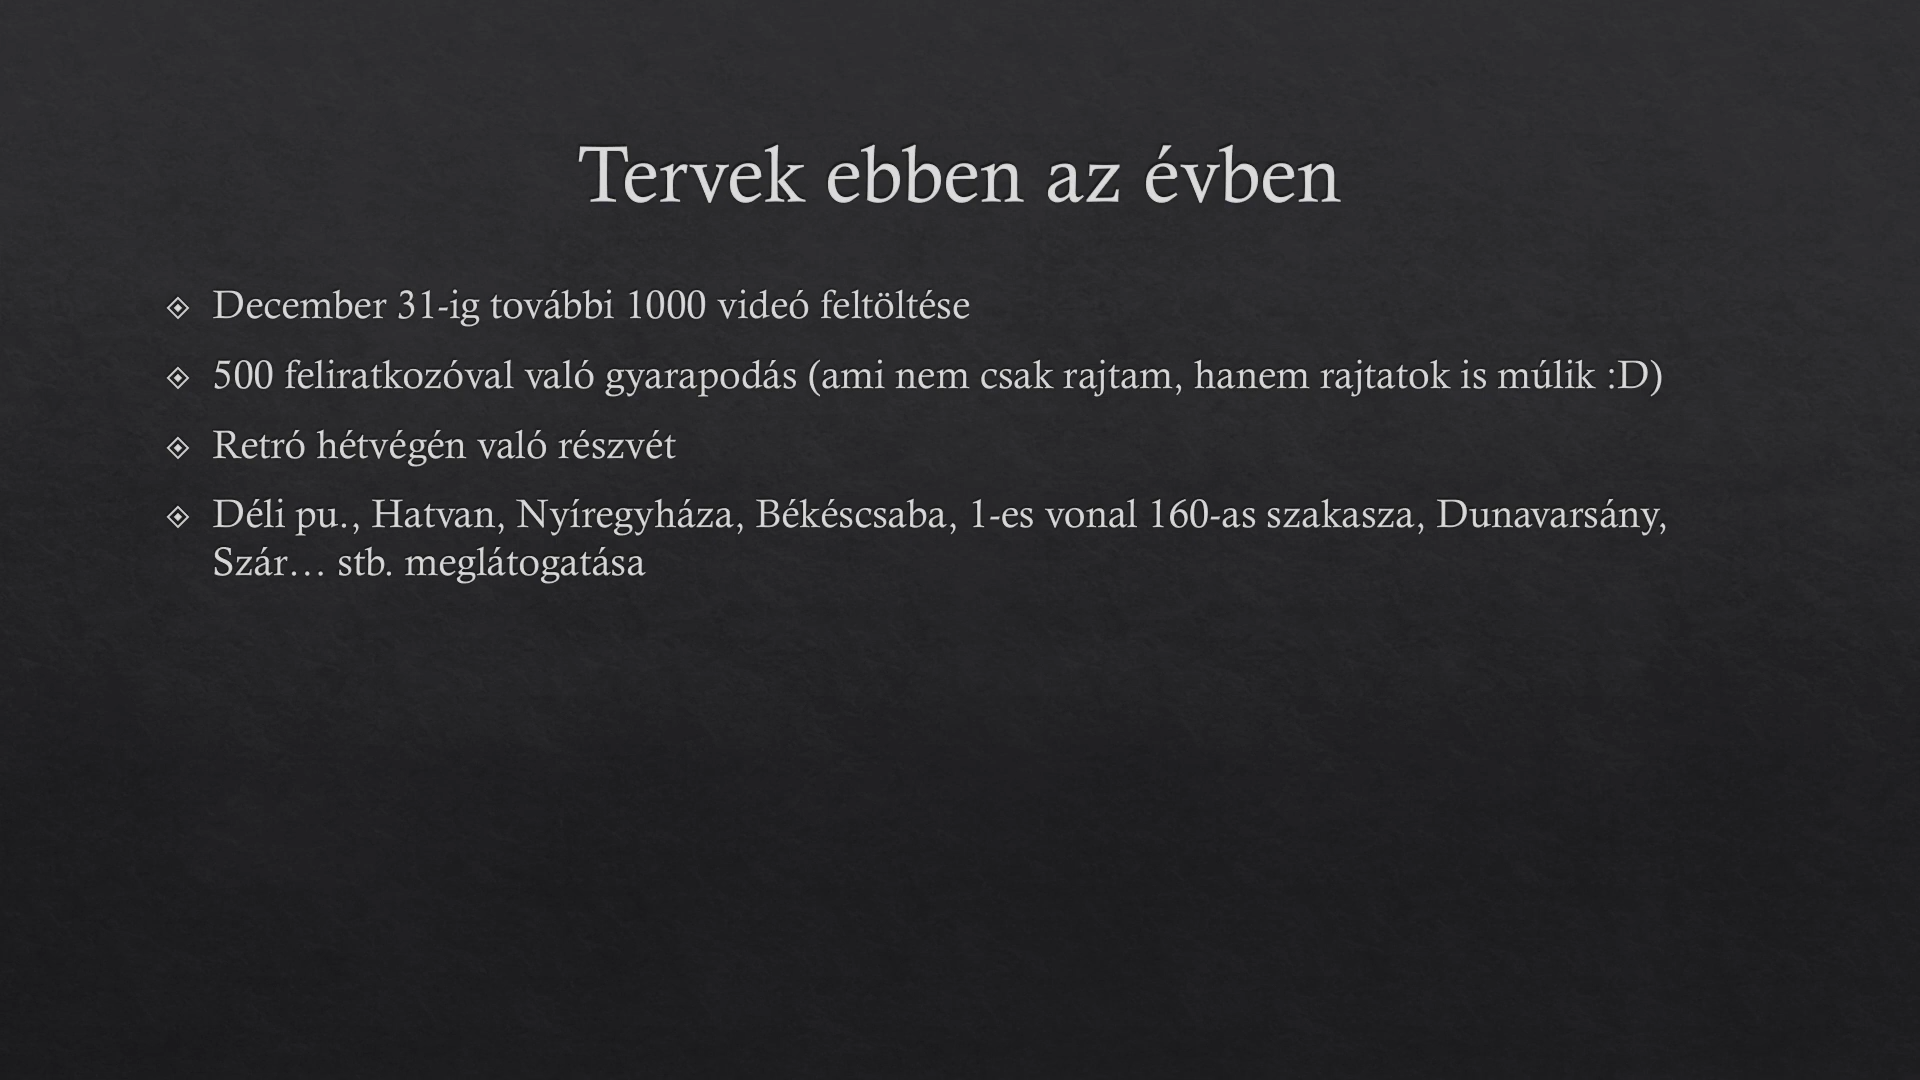 Tervek ebben az évben
December 31-ig további 1000 videó feltöltése
500 feliratkozóval való gyarapodás (ami nem csak rajtam, hanem rajtatok is múlik :D)
Retró hétvégén való részvét
Déli pu., Hatvan, Nyíregyháza, Békéscsaba, 1-es vonal 160-as szakasza, Dunavarsány,
Szár… stb. meglátogatása